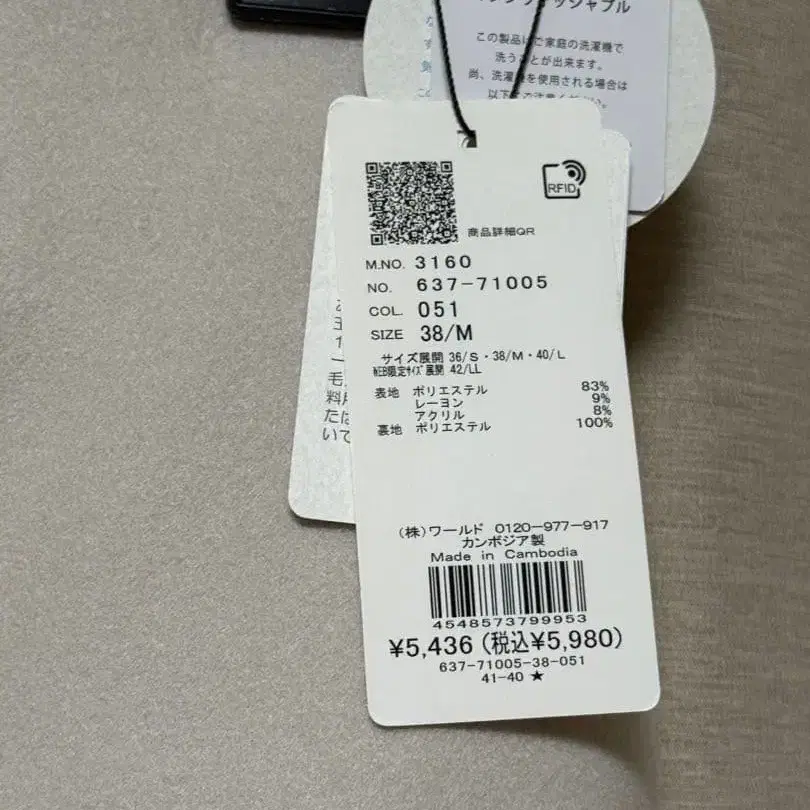 この製品はご家庭の洗濯機で
洗うことが出来ます。
尚、洗濯機を使用される場合は
RFID
商品詳細QR
M.NO. 3160
NO. 637-71005
COL. 051
SIZE 38/M
サイズ展開 36/S・38/M・40/L
WEB限定サイズ展開 42/LL
表地 ポリエステル 83%
レーヨン 9%
アクリル 8%
裏地 ポリエステル 100%
(株)ワールド 0120-977-917
カンボジア製
Made in Cambodia
4548573799953
¥5,436 (税込¥5,980)
637-71005-38-051
41-40 ★